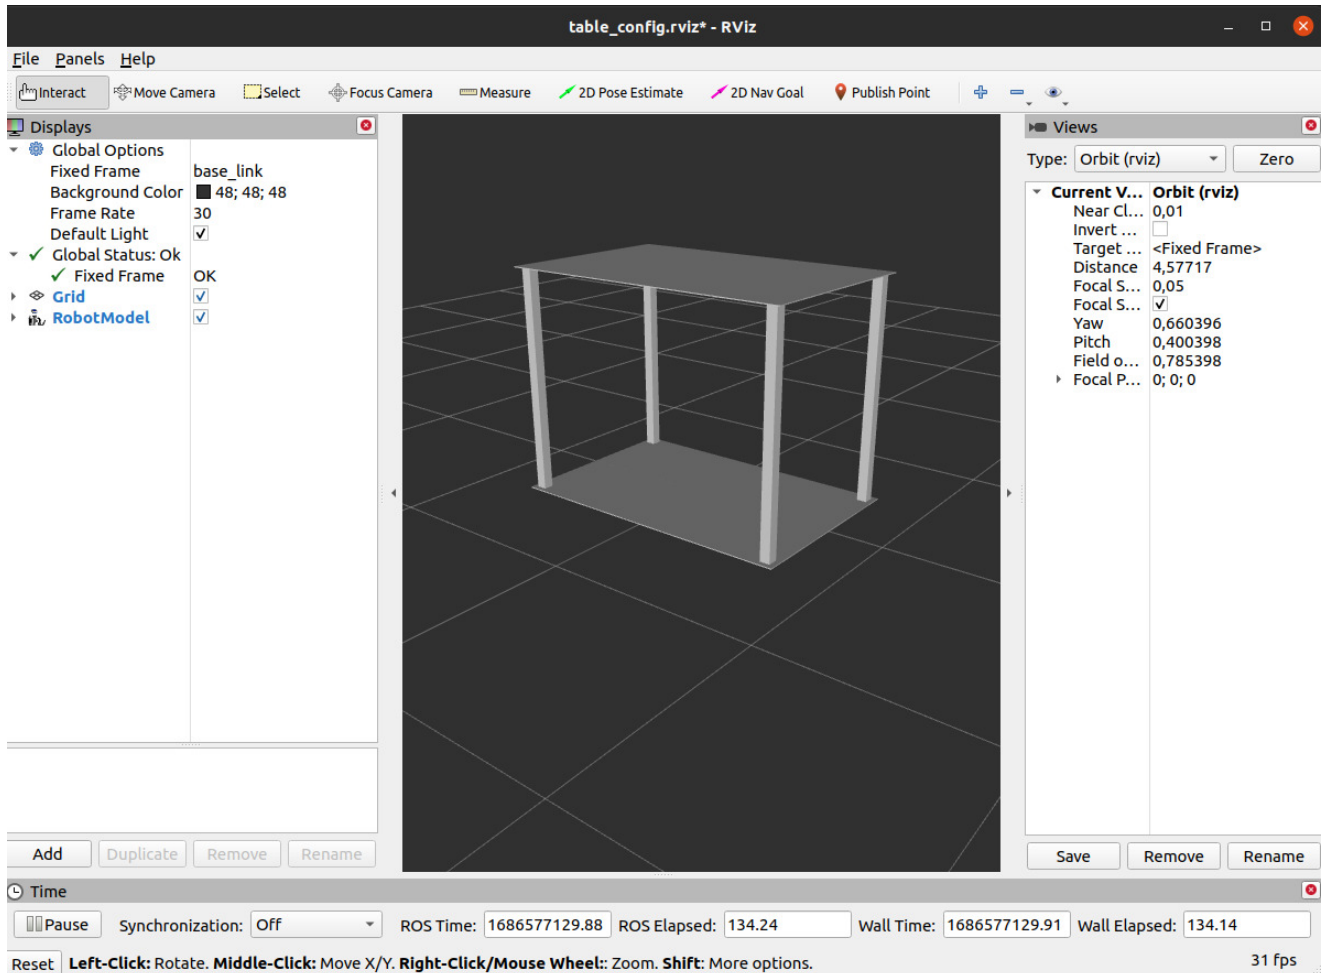 table_config.rviz* - RViz
File Panels Help
Interact Move Camera Select Focus Camera Measure 2D Pose Estimate 2D Nav Goal Publish Point
Displays
Global Options
Fixed Frame base_link
Background Color 48; 48; 48
Frame Rate 30
Default Light
Global Status: Ok
Fixed Frame OK
Grid
RobotModel
Add Duplicate Remove Rename
Views
Type: Orbit (rviz) Zero
Current V... Orbit (rviz)
Near Cl... 0,01
Invert ...
Target ... <Fixed Frame>
Distance 4,57717
Focal S... 0,05
Focal S...
Yaw 0,660396
Pitch 0,400398
Field o... 0,785398
Focal P... 0; 0; 0
Save Remove Rename
Time
Pause Synchronization: Off ROS Time: 1686577129.88 ROS Elapsed: 134.24 Wall Time: 1686577129.91 Wall Elapsed: 134.14
Reset Left-Click: Rotate. Middle-Click: Move X/Y. Right-Click/Mouse Wheel:: Zoom. Shift: More options. 31 fps